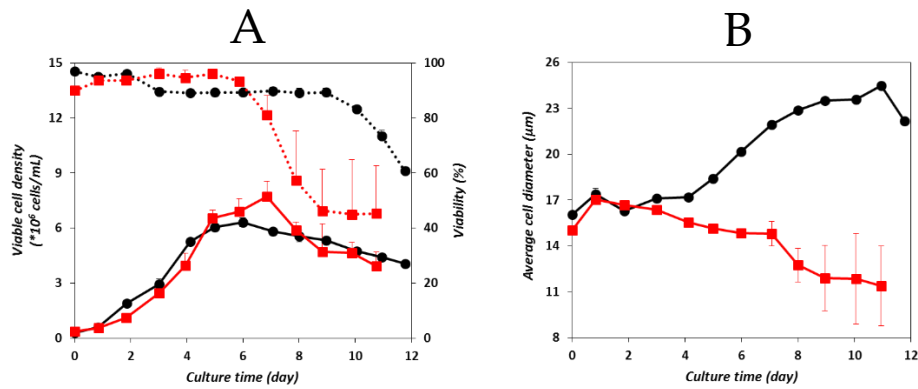 A
B
15
12
9
6
3
0
100
80
60
40
20
0
Viable cell density
(*10⁶ cells/mL)
Viability (%)
0 2 4 6 8 10 12
Culture time (day)
26
23
20
17
14
11
8
Average cell diameter (µm)
0 2 4 6 8 10 12
Culture time (day)